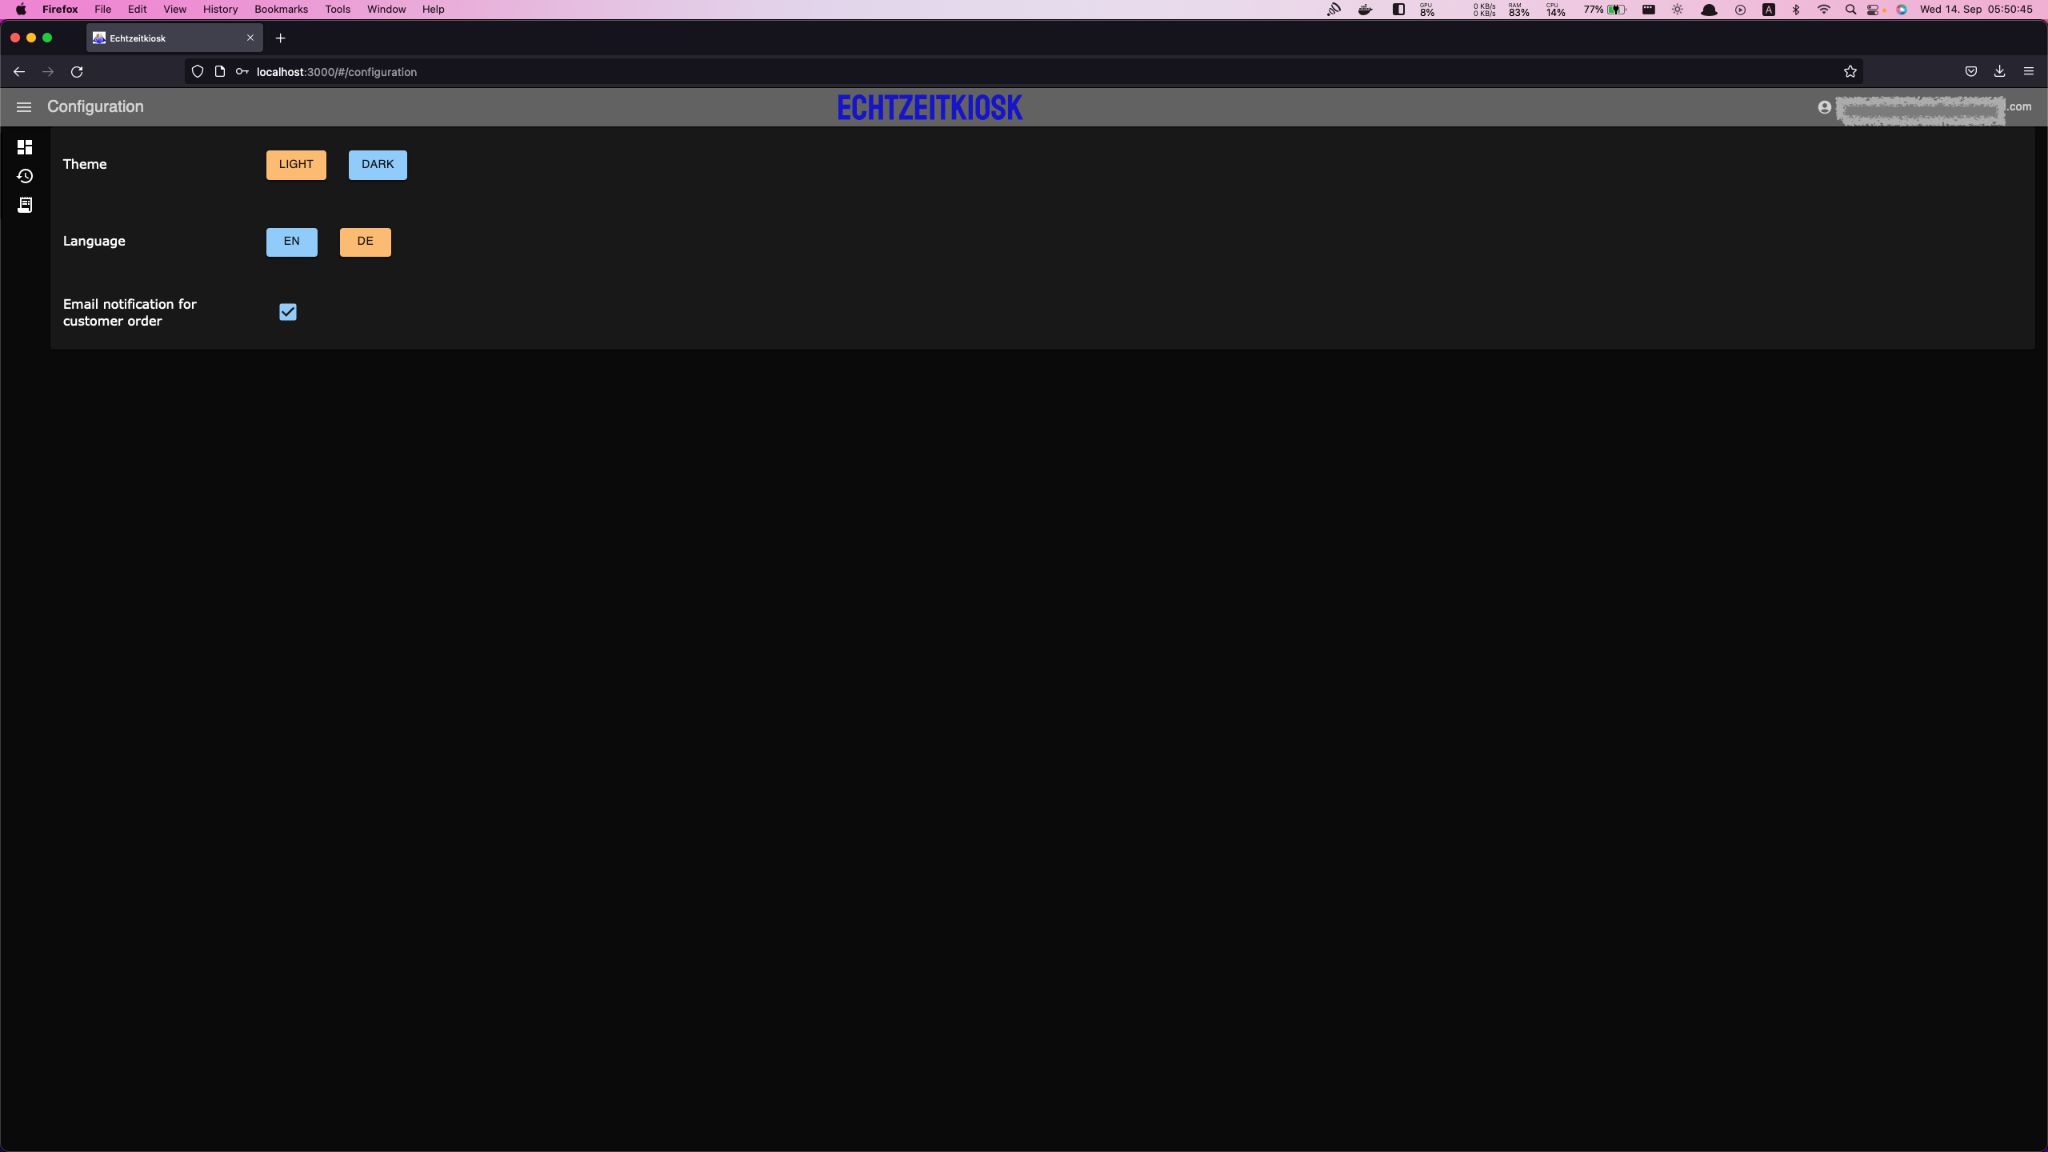 Firefox File Edit View History Bookmarks Tools Window Help
GPU 8% 0 KB/s 0 KB/s RAM 83% CPU 14% 77% A Wed 14. Sep 05:50:45
Echtzeitkiosk
localhost:3000/#/configuration
Configuration
ECHTZEITKIOSK
.com
Theme
LIGHT
DARK
Language
EN
DE
Email notification for
customer order